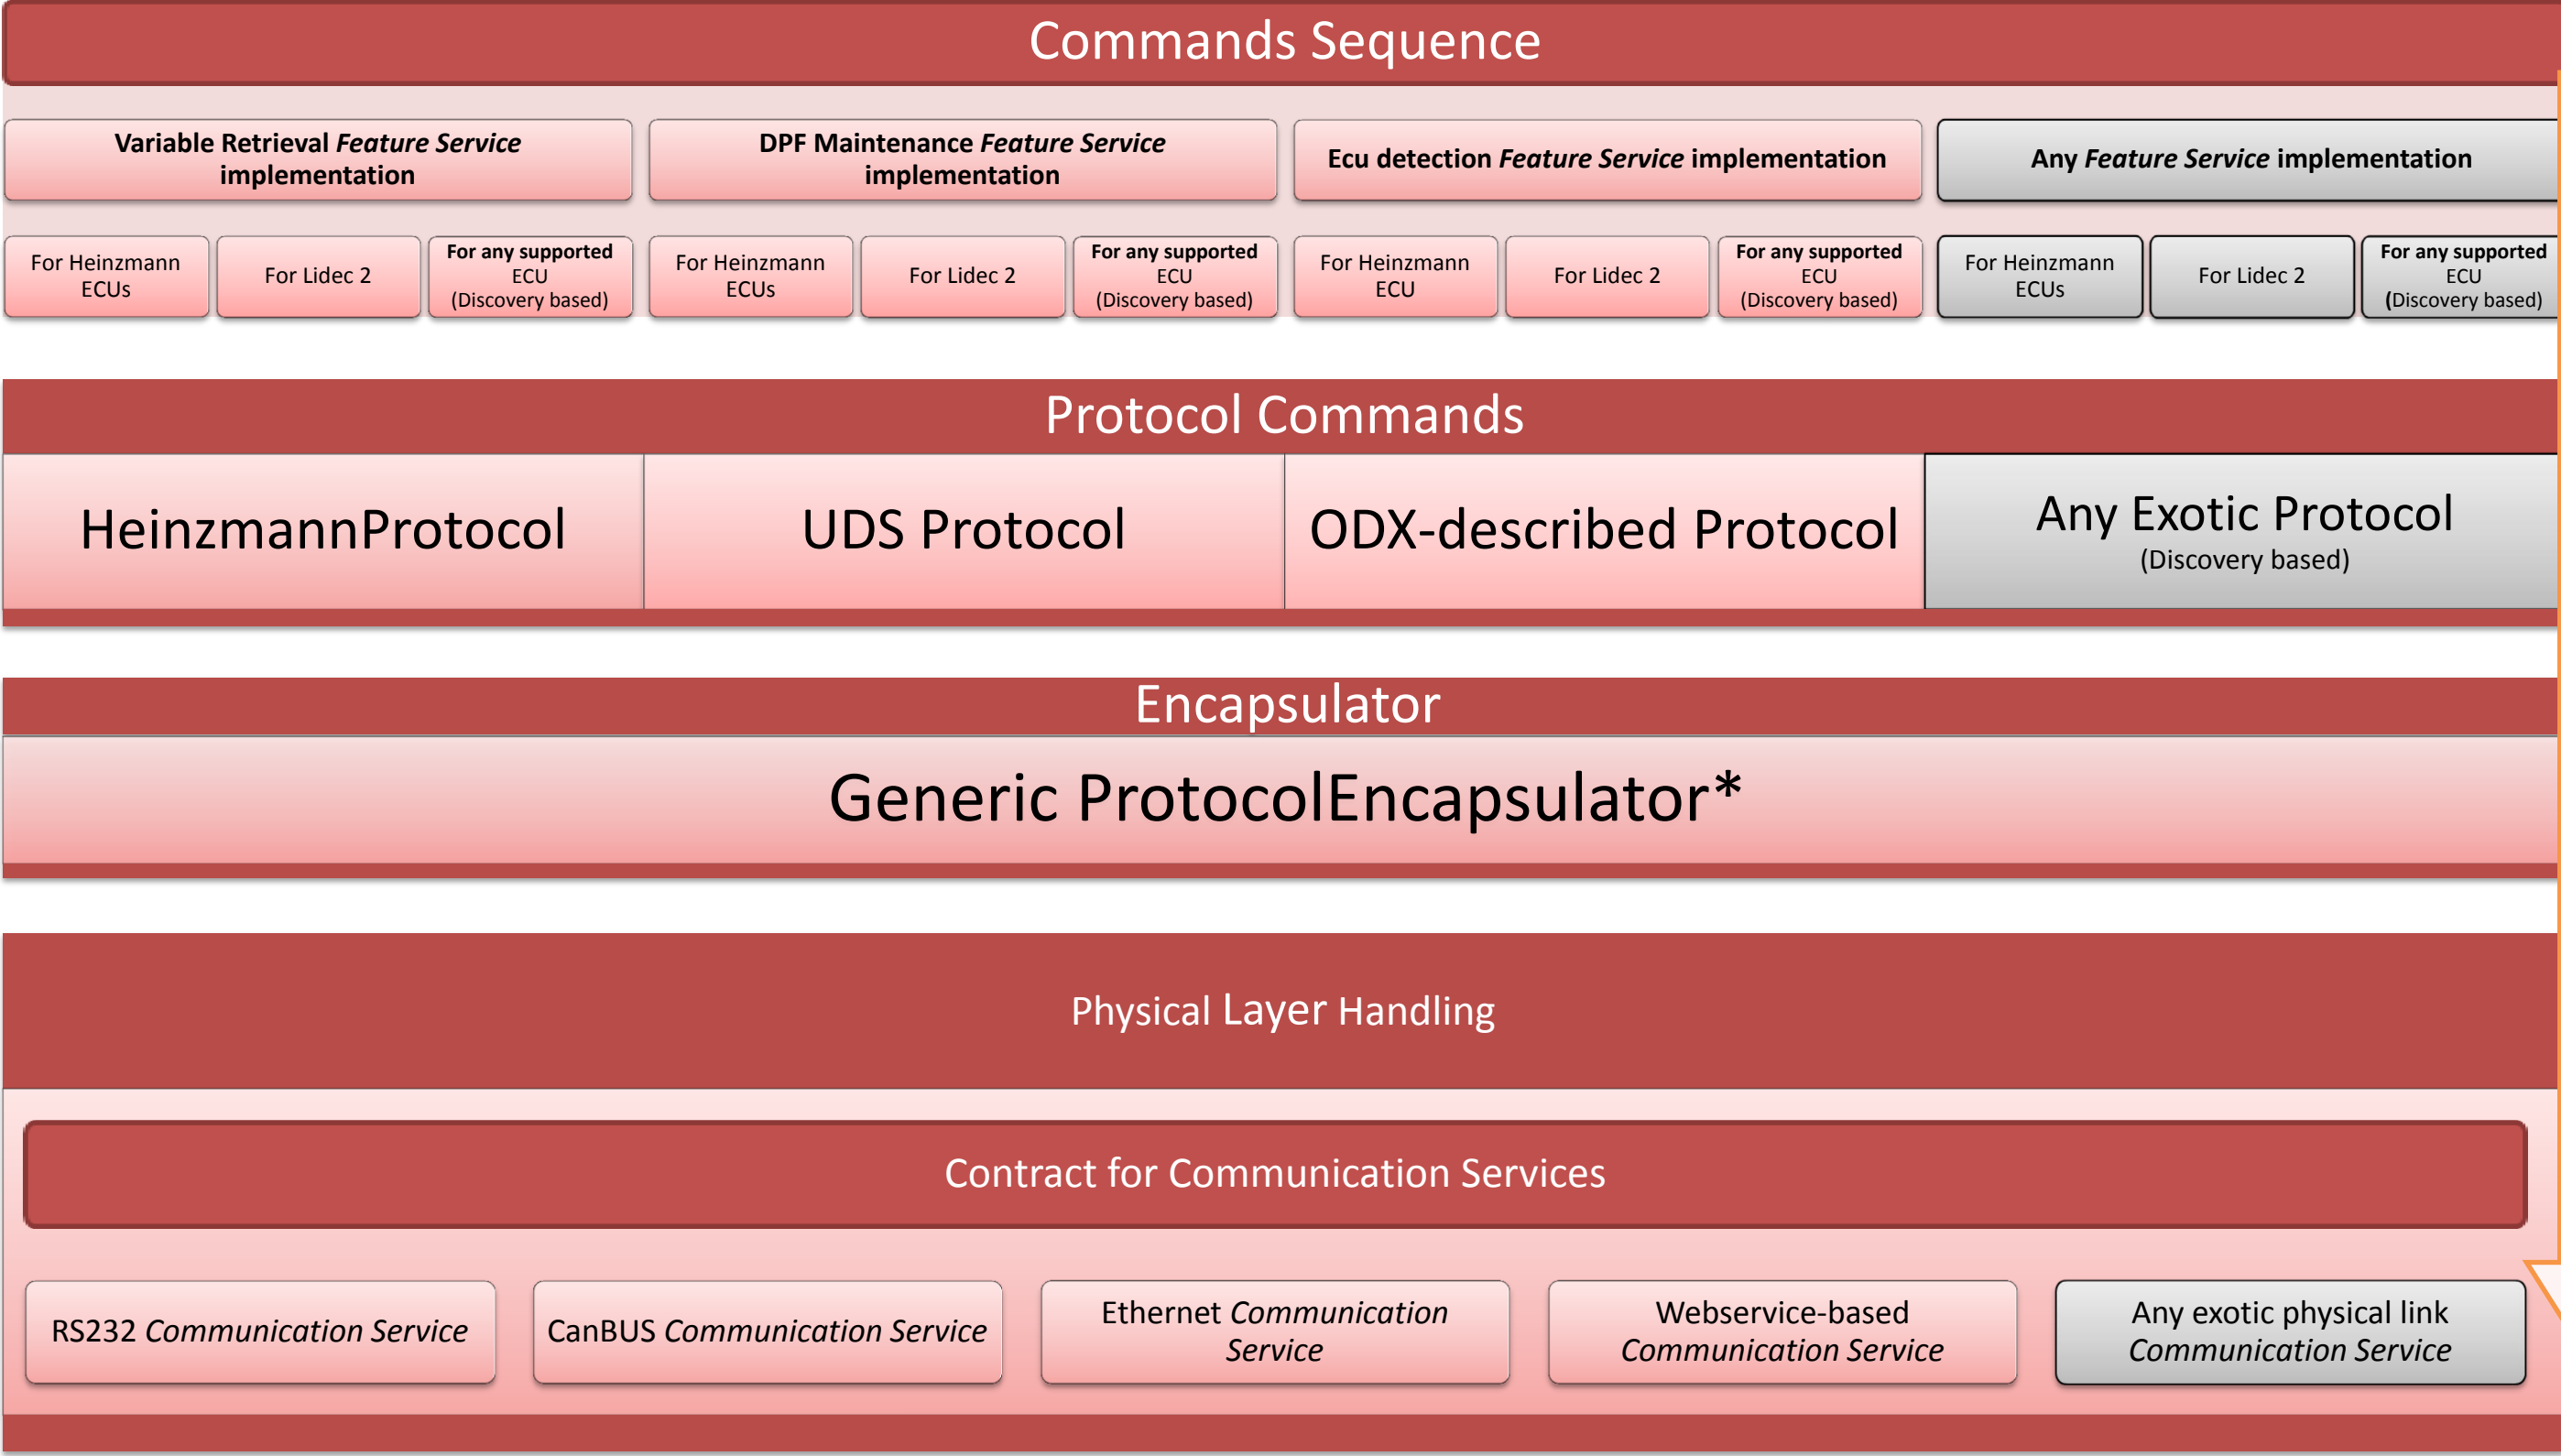 Commands Sequence
Variable Retrieval Feature Service
implementation
DPF Maintenance Feature Service
implementation
Ecu detection Feature Service implementation
Any Feature Service implementation
For Heinzmann
ECUs
For Lidec 2
For any supported
ECU
(Discovery based)
For Heinzmann
ECUs
For Lidec 2
For any supported
ECU
(Discovery based)
For Heinzmann
ECU
For Lidec 2
For any supported
ECU
(Discovery based)
For Heinzmann
ECUs
For Lidec 2
For any supported
ECU
(Discovery based)
Protocol Commands
HeinzmannProtocol
UDS Protocol
ODX-described Protocol
Any Exotic Protocol
(Discovery based)
Encapsulator
Generic ProtocolEncapsulator*
Physical Layer Handling
Contract for Communication Services
RS232 Communication Service
CanBUS Communication Service
Ethernet Communication
Service
Webservice-based
Communication Service
Any exotic physical link
Communication Service